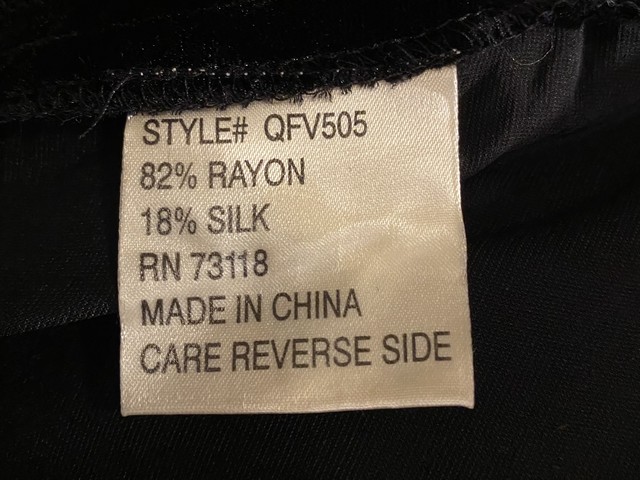 STYLE# QFV505
82% RAYON
18% SILK
RN 73118
MADE IN CHINA
CARE REVERSE SIDE